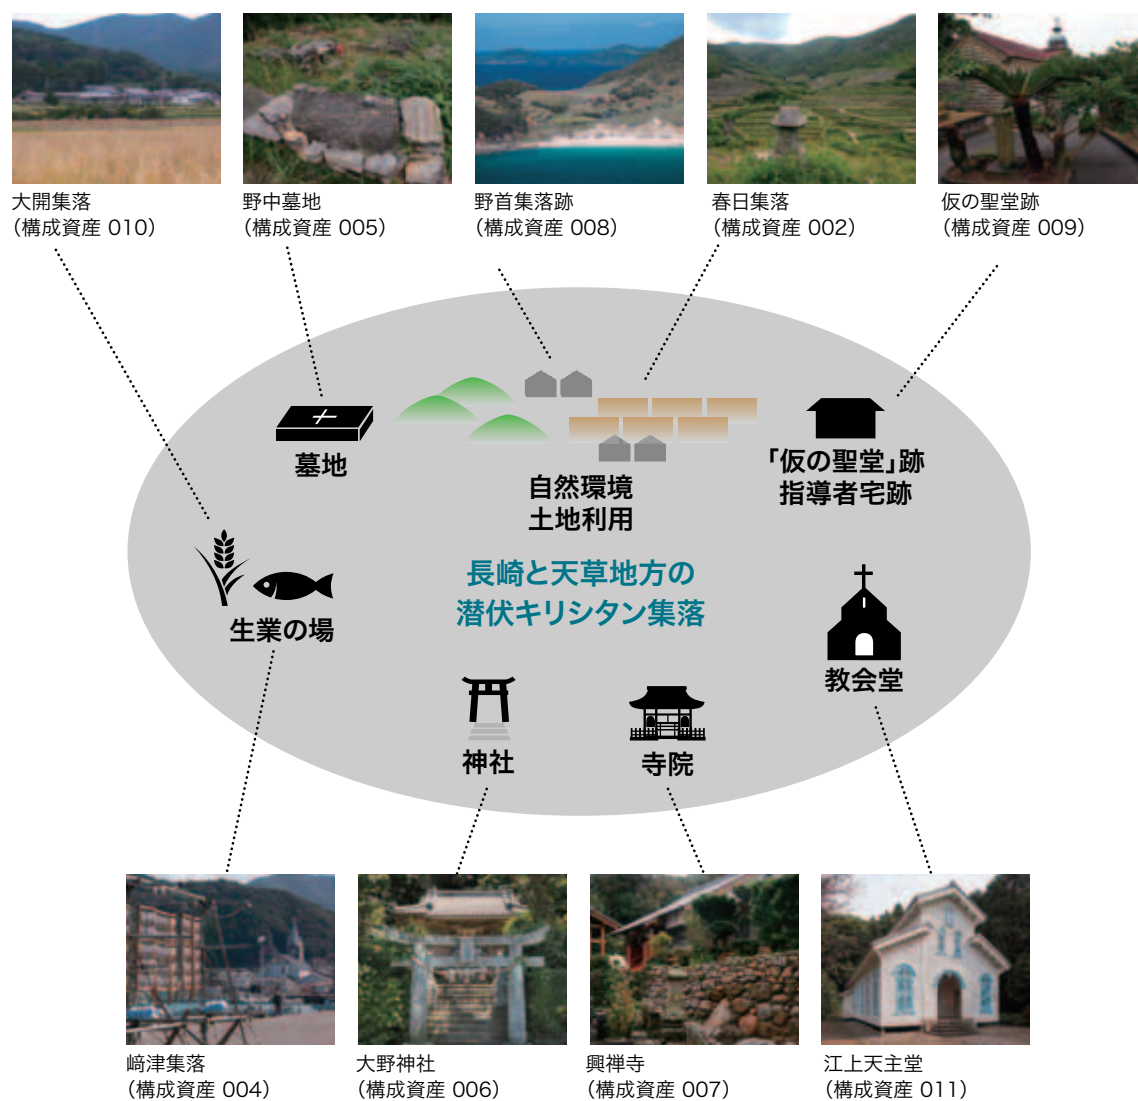 大開集落
（構成資産 010）
野中墓地
（構成資産 005）
野首集落跡
（構成資産 008）
春日集落
（構成資産 002）
仮の聖堂跡
（構成資産 009）
墓地
自然環境
土地利用
「仮の聖堂」跡
指導者宅跡
長崎と天草地方の
潜伏キリシタン集落
生業の場
教会堂
神社
寺院
﨑津集落
（構成資産 004）
大野神社
（構成資産 006）
興禅寺
（構成資産 007）
江上天主堂
（構成資産 011）